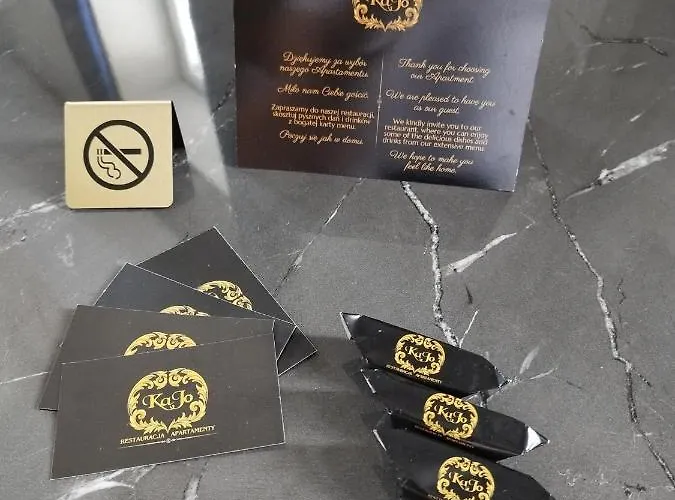 KaJo
Dziękujemy za wybór
naszego Apartamentu.
Miło nam Ciebie gościć.
Zapraszamy do naszej restauracji,
skosztuj pysznych dań i drinków
z bogatej karty menu.
Poczuj się jak w domu.
Thank you for choosing
our Apartment.
We are pleased to have you
as our guest.
We kindly invite you to our
restaurant, where you can enjoy
some of the delicious dishes and
drinks from our extensive menu.
We hope to make you
feel like home.
KaJo
RESTAURACJA APARTAMENTY
KaJo
RESTAURACJA APARTAMENTY
KaJo
KaJo